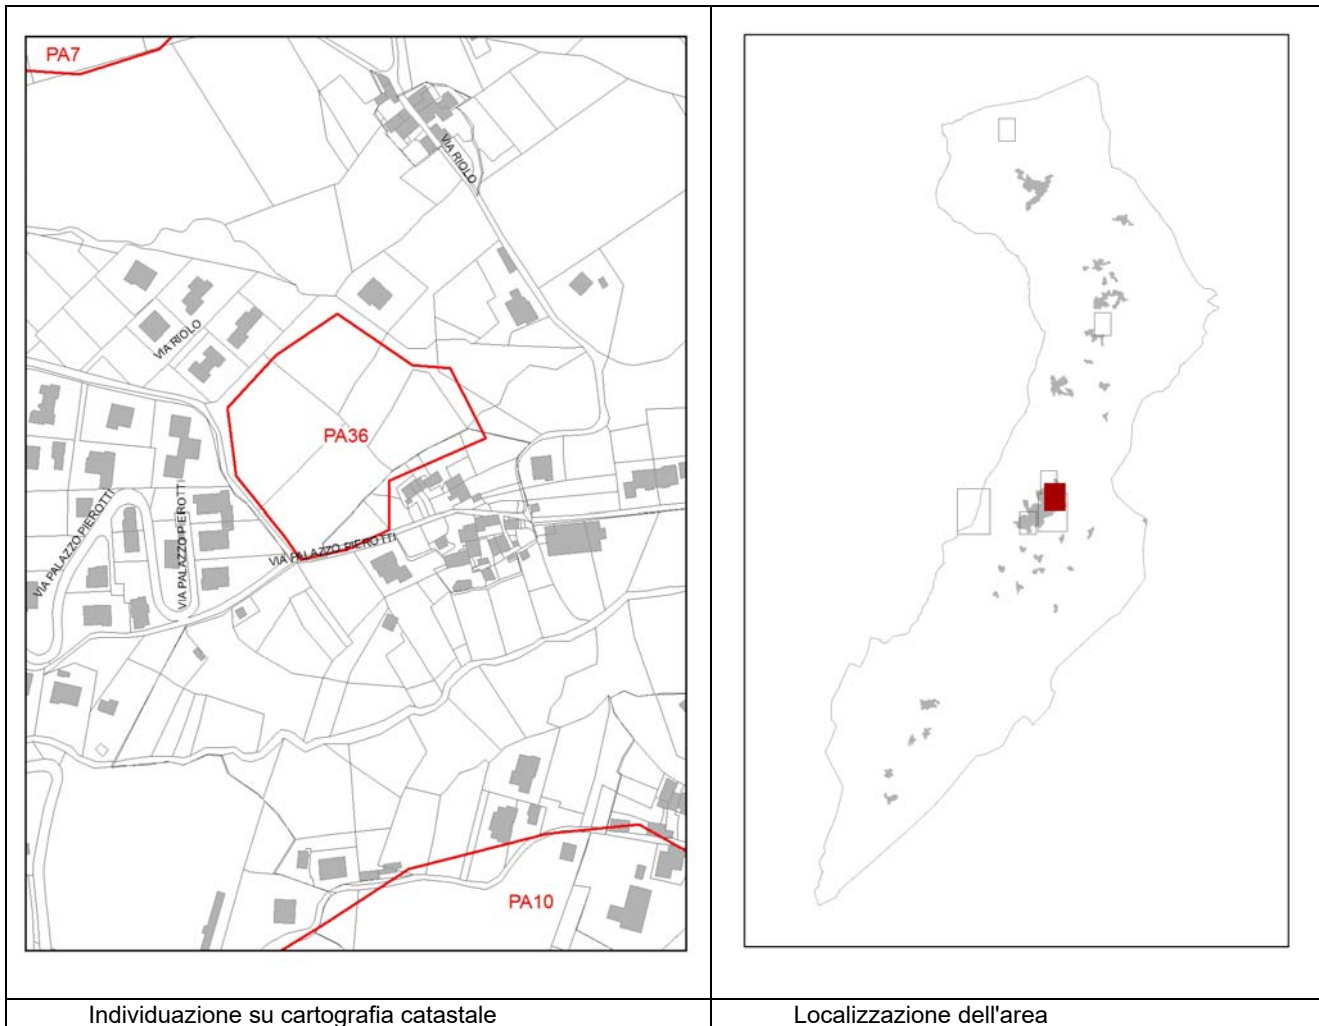 PA7
VIA RIOLO
VIA RIOLO
PA36
VIA PALAZZO PIEROTTI
VIA PALAZZO PIEROTTI
VIA PALAZZO PIEROTTI
PA10
Individuazione su cartografia catastale
Localizzazione dell'area